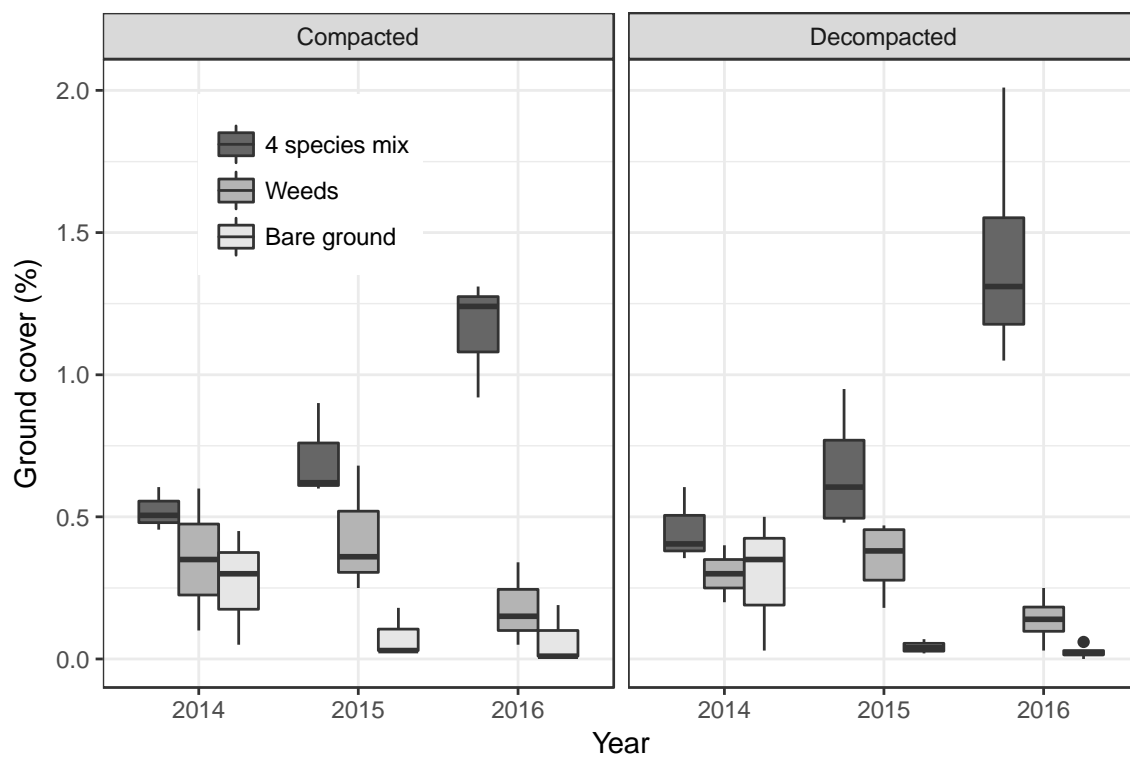 Compacted
Decompacted
Ground cover (%)
2.0
1.5
1.0
0.5
0.0
4 species mix
Weeds
Bare ground
2014 2015 2016
2014 2015 2016
Year